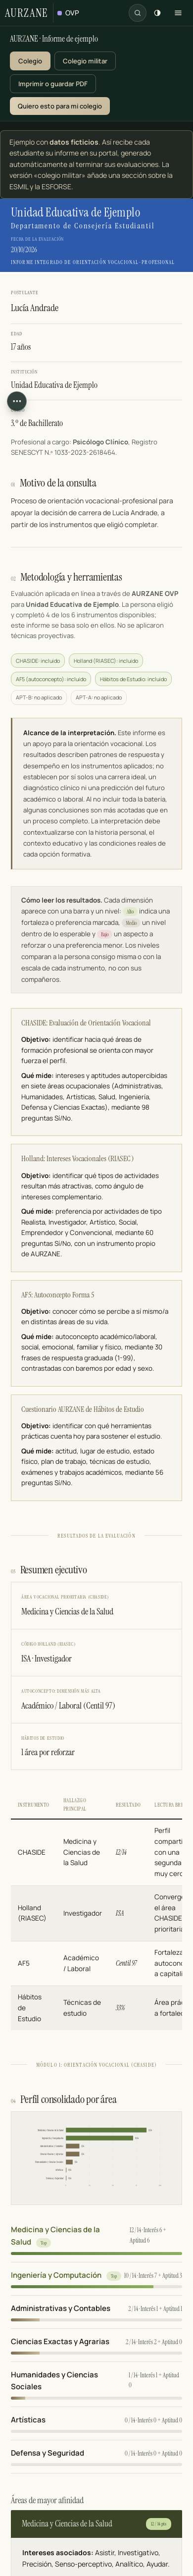 AURZANE OVP
AURZANE · Informe de ejemplo
Colegio
Colegio militar
Imprimir o guardar PDF
Quiero esto para mi colegio
Ejemplo con datos ficticios. Así recibe cada
estudiante su informe en su portal, generado
automáticamente al terminar sus evaluaciones. La
versión «colegio militar» añade una sección sobre la
ESMIL y la ESFORSE.
Unidad Educativa de Ejemplo
Departamento de Consejería Estudiantil
FECHA DE LA EVALUACIÓN
20/10/2026
INFORME INTEGRADO DE ORIENTACIÓN VOCACIONAL-PROFESIONAL
POSTULANTE
Lucía Andrade
EDAD
17 años
INSTITUCIÓN
Unidad Educativa de Ejemplo
3.º de Bachillerato
Profesional a cargo: Psicólogo Clínico, Registro
SENESCYT N.º 1033-2023-2618464.
01 Motivo de la consulta
Proceso de orientación vocacional-profesional para
apoyar la decisión de carrera de Lucía Andrade, a
partir de los instrumentos que eligió completar.
02 Metodología y herramientas
Evaluación aplicada en línea a través de AURZANE OVP
para Unidad Educativa de Ejemplo. La persona eligió
y completó 4 de los 6 instrumentos disponibles;
este informe se basa solo en ellos. No se aplicaron
técnicas proyectivas.
CHASIDE: incluido
Holland (RIASEC): incluido
AF5 (autoconcepto): incluido
Hábitos de Estudio: incluido
APT-B: no aplicado
APT-A: no aplicado
Alcance de la interpretación. Este informe es
un apoyo para la orientación vocacional. Los
resultados describen patrones de respuesta y
desempeño en los instrumentos incluidos; no
establecen por sí solos una carrera ideal, un
diagnóstico clínico ni una predicción del futuro
académico o laboral. Al no incluir toda la batería,
algunas conclusiones son más acotadas que en
un proceso completo. La interpretación debe
contextualizarse con la historia personal, el
contexto educativo y las condiciones reales de
cada opción formativa.
Cómo leer los resultados. Cada dimensión
aparece con una barra y un nivel: Alto indica una
fortaleza o preferencia marcada, Medio un nivel
dentro de lo esperable y Bajo un aspecto a
reforzar o una preferencia menor. Los niveles
comparan a la persona consigo misma o con la
escala de cada instrumento, no con sus
compañeros.
CHASIDE: Evaluación de Orientación Vocacional
Objetivo: identificar hacia qué áreas de
formación profesional se orienta con mayor
fuerza el perfil.
Qué mide: intereses y aptitudes autopercibidas
en siete áreas ocupacionales (Administrativas,
Humanidades, Artísticas, Salud, Ingeniería,
Defensa y Ciencias Exactas), mediante 98
preguntas Sí/No.
Holland: Intereses Vocacionales (RIASEC)
Objetivo: identificar qué tipos de actividades
resultan más atractivas, como ángulo de
intereses complementario.
Qué mide: preferencia por actividades de tipo
Realista, Investigador, Artístico, Social,
Emprendedor y Convencional, mediante 60
preguntas Sí/No, con un instrumento propio
de AURZANE.
AF5: Autoconcepto Forma 5
Objetivo: conocer cómo se percibe a sí mismo/a
en distintas áreas de su vida.
Qué mide: autoconcepto académico/laboral,
social, emocional, familiar y físico, mediante 30
frases de respuesta graduada (1-99),
contrastadas con baremos por edad y sexo.
Cuestionario AURZANE de Hábitos de Estudio
Objetivo: identificar con qué herramientas
prácticas cuenta hoy para sostener el estudio.
Qué mide: actitud, lugar de estudio, estado
físico, plan de trabajo, técnicas de estudio,
exámenes y trabajos académicos, mediante 56
preguntas Sí/No.
RESULTADOS DE LA EVALUACIÓN
03 Resumen ejecutivo
ÁREA VOCACIONAL PRIORITARIA (CHASIDE)
Medicina y Ciencias de la Salud
CÓDIGO HOLLAND (RIASEC)
ISA · Investigador
AUTOCONCEPTO: DIMENSIÓN MÁS ALTA
Académico / Laboral (Centil 97)
HÁBITOS DE ESTUDIO
1 área por reforzar
INSTRUMENTO HALLAZGO PRINCIPAL RESULTADO
CHASIDE Medicina y Ciencias de la Salud 12/14 Perfil
con una
segunda
Holland (RIASEC) Investigador ISA
el área
CHASIDE
AF5 Académico / Laboral Centil 97 Fortaleza
Hábitos de Estudio Técnicas de estudio 35%
MÓDULO 1: ORIENTACIÓN VOCACIONAL (CHASIDE)
04 Perfil consolidado por área
Medicina y Ciencias de la Salud Top 12 /14· Interés 6 + Aptitud 6
Ingeniería y Computación Top 10 /14· Interés 7 + Aptitud 3
Administrativas y Contables 2 /14· Interés 1 + Aptitud 1
Ciencias Exactas y Agrarias 2 /14· Interés 2 + Aptitud 0
Humanidades y Ciencias Sociales 1 /14· Interés 1 + Aptitud 0
Artísticas 0 /14· Interés 0 + Aptitud 0
Defensa y Seguridad 0 /14· Interés 0 + Aptitud 0
Áreas de mayor afinidad
Medicina y Ciencias de la Salud 12 / 14 pts
Intereses asociados: Asistir, Investigativo,
Precisión, Senso-perceptivo, Analítico, Ayudar.